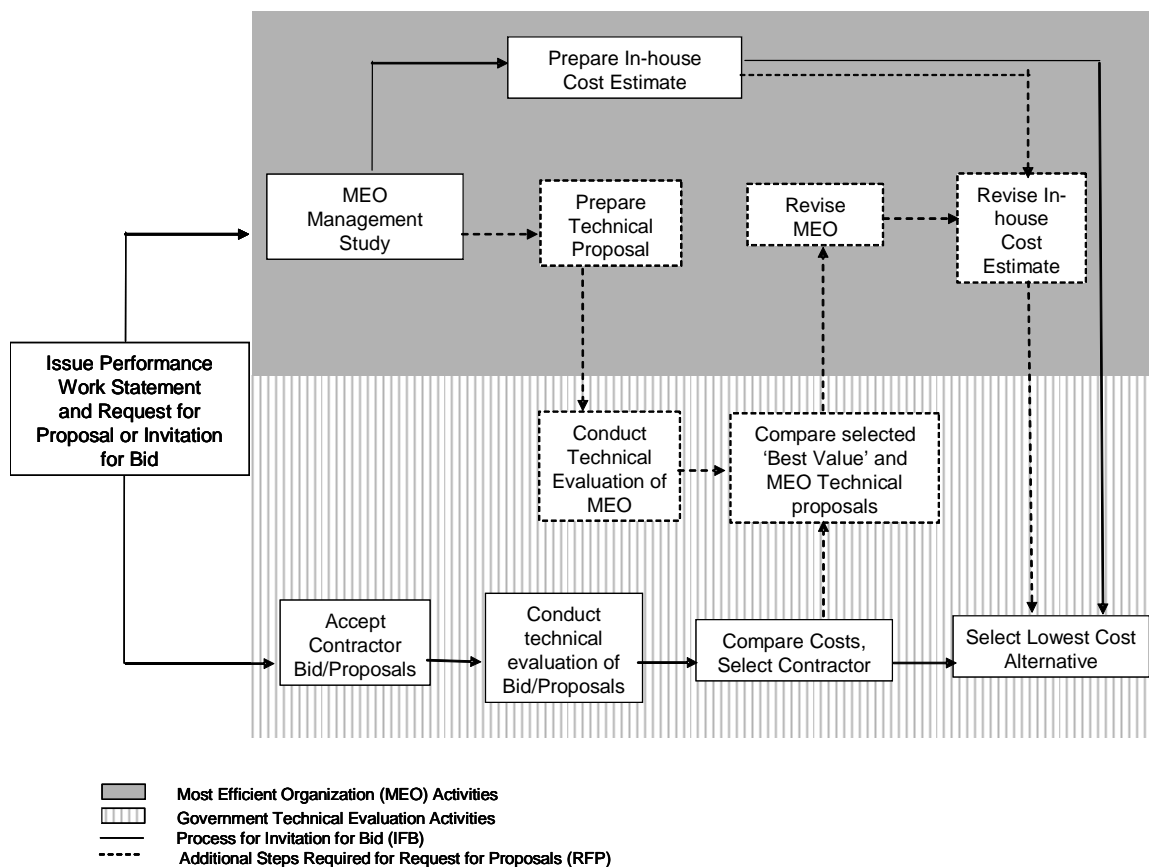 Prepare In-house
Cost Estimate
MEO
Management
Study
Prepare
Technical
Proposal
Revise
MEO
Revise In-
house
Cost
Estimate
Issue Performance
Work Statement
and Request for
Proposal or Invitation
for Bid
Conduct
Technical
Evaluation of
MEO
Compare selected
‘Best Value’ and
MEO Technical
proposals
Accept
Contractor
Bid/Proposals
Conduct
technical
evaluation of
Bid/Proposals
Compare Costs,
Select Contractor
Select Lowest Cost
Alternative
Most Efficient Organization (MEO) Activities
Government Technical Evaluation Activities
Process for Invitation for Bid (IFB)
Additional Steps Required for Request for Proposals (RFP)